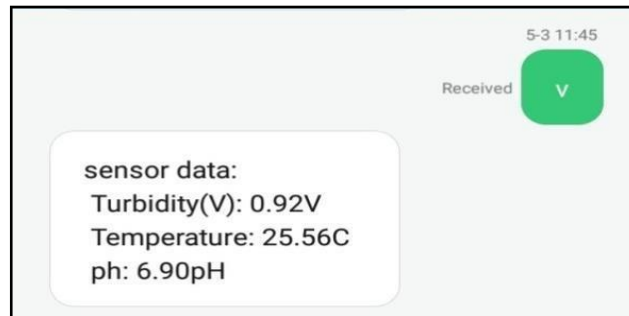 5-3 11:45
Received v
sensor data:
Turbidity(V): 0.92V
Temperature: 25.56C
ph: 6.90pH